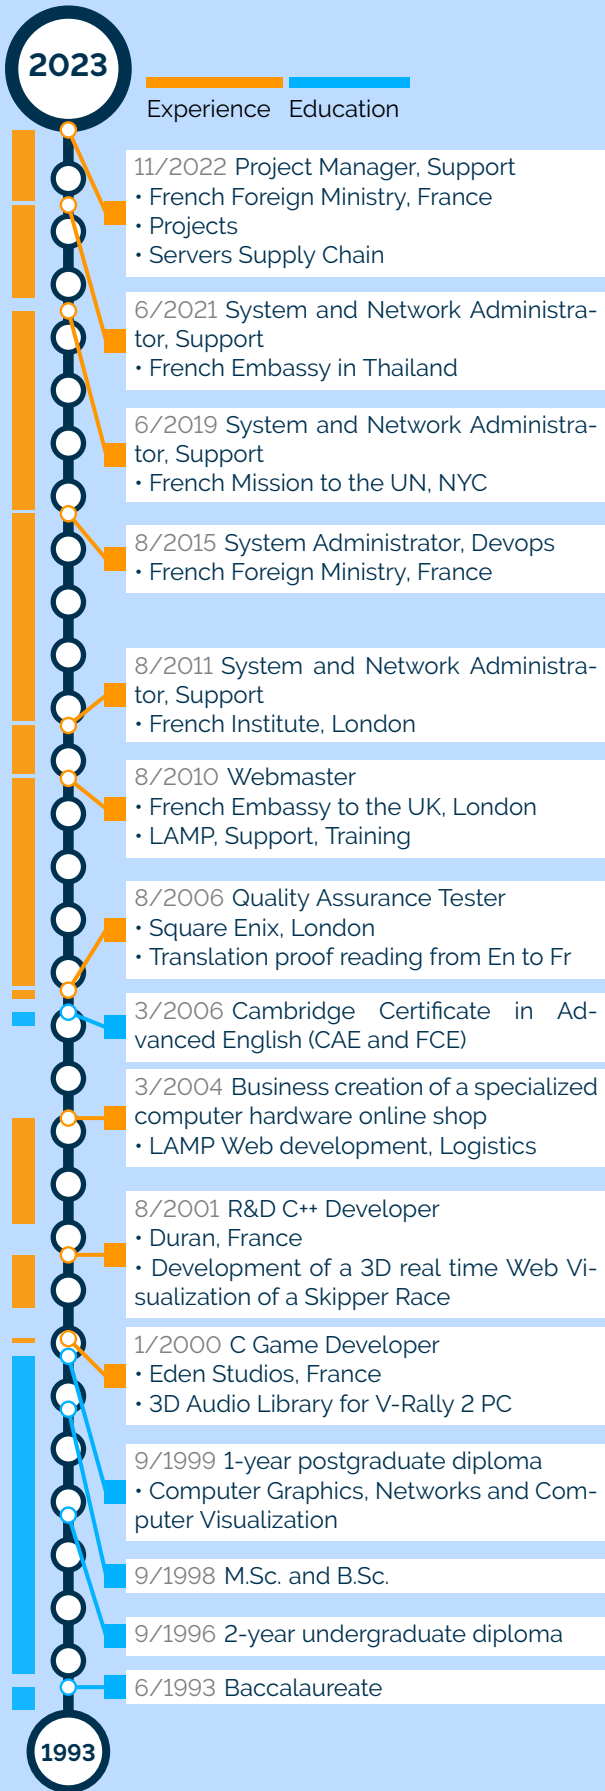 2023
Experience Education
11/2022 Project Manager, Support
• French Foreign Ministry, France
• Projects
• Servers Supply Chain
6/2021 System and Network Administra-
tor, Support
• French Embassy in Thailand
6/2019 System and Network Administra-
tor, Support
• French Mission to the UN, NYC
8/2015 System Administrator, Devops
• French Foreign Ministry, France
8/2011 System and Network Administra-
tor, Support
• French Institute, London
8/2010 Webmaster
• French Embassy to the UK, London
• LAMP, Support, Training
8/2006 Quality Assurance Tester
• Square Enix, London
• Translation proof reading from En to Fr
3/2006 Cambridge Certificate in Ad-
vanced English (CAE and FCE)
3/2004 Business creation of a specialized
computer hardware online shop
• LAMP Web development, Logistics
8/2001 R&D C++ Developer
• Duran, France
• Development of a 3D real time Web Vi-
sualization of a Skipper Race
1/2000 C Game Developer
• Eden Studios, France
• 3D Audio Library for V-Rally 2 PC
9/1999 1-year postgraduate diploma
• Computer Graphics, Networks and Com-
puter Visualization
9/1998 M.Sc. and B.Sc.
9/1996 2-year undergraduate diploma
6/1993 Baccalaureate
1993